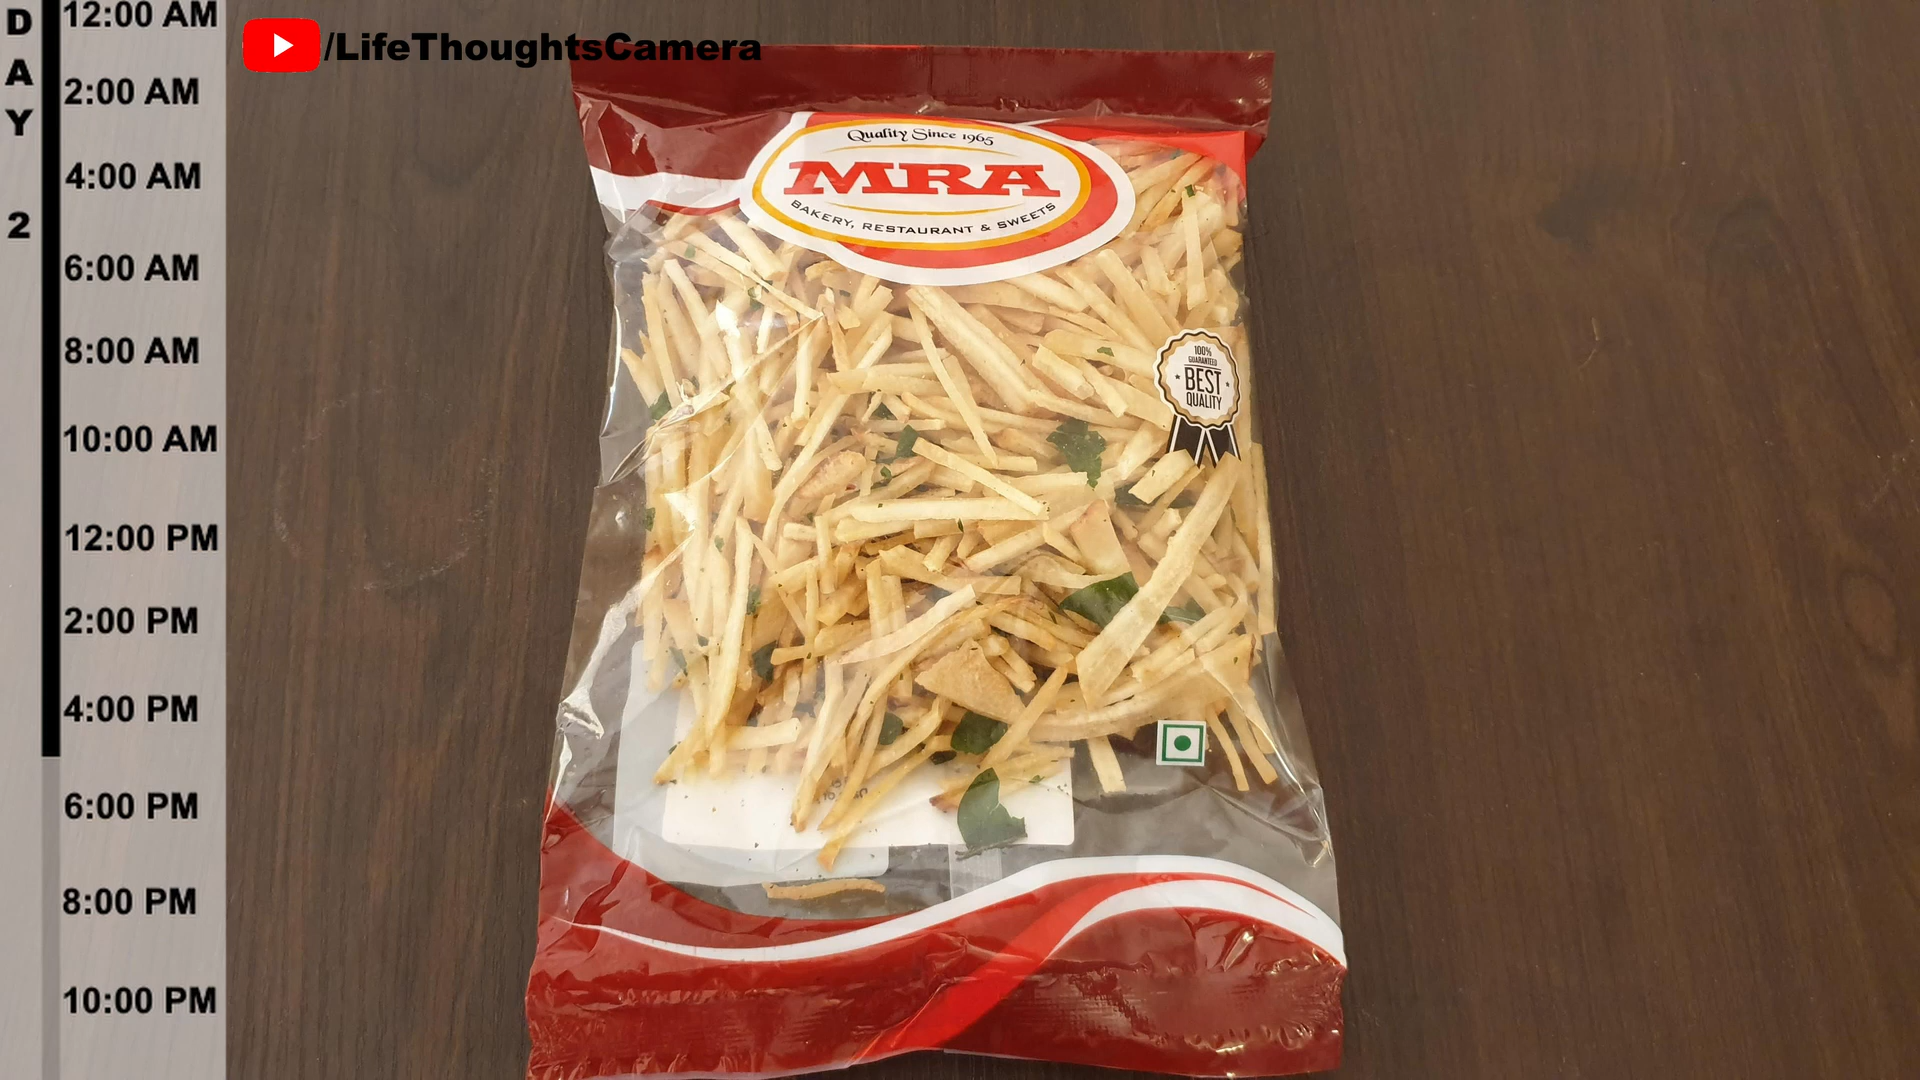 DAY 2
12:00 AM
2:00 AM
4:00 AM
6:00 AM
8:00 AM
10:00 AM
12:00 PM
2:00 PM
4:00 PM
6:00 PM
8:00 PM
10:00 PM
/LifeThoughtsCamera
Quality Since 1965
MRA
BAKERY, RESTAURANT & SWEETS
100%
GUARANTEED
BEST
QUALITY